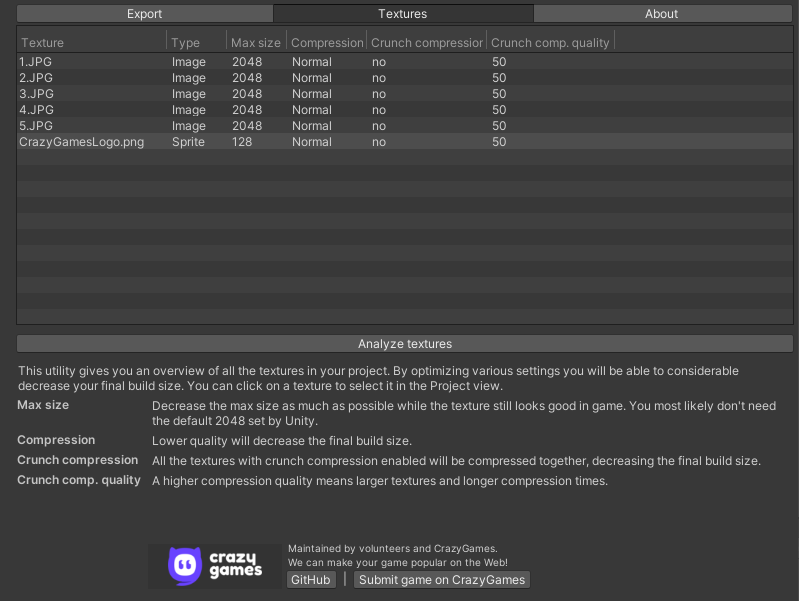 Export Textures About
Texture Type Max size Compression Crunch compression Crunch comp. quality
1.JPG Image 2048 Normal no 50
2.JPG Image 2048 Normal no 50
3.JPG Image 2048 Normal no 50
4.JPG Image 2048 Normal no 50
5.JPG Image 2048 Normal no 50
CrazyGamesLogo.png Sprite 128 Normal no 50
Analyze textures
This utility gives you an overview of all the textures in your project. By optimizing various settings you will be able to considerable
decrease your final build size. You can click on a texture to select it in the Project view.
Max size Decrease the max size as much as possible while the texture still looks good in game. You most likely don't need
the default 2048 set by Unity.
Compression Lower quality will decrease the final build size.
Crunch compression All the textures with crunch compression enabled will be compressed together, decreasing the final build size.
Crunch comp. quality A higher compression quality means larger textures and longer compression times.
crazy
games
Maintained by volunteers and CrazyGames.
We can make your game popular on the Web!
GitHub | Submit game on CrazyGames